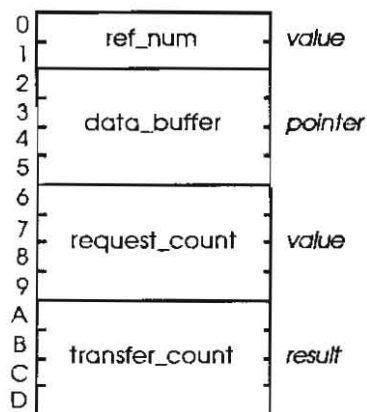 0
ref_num value
1
2
3
data_buffer pointer
4
5
6
7
request_count value
8
9
A
B
transfer_count result
C
D